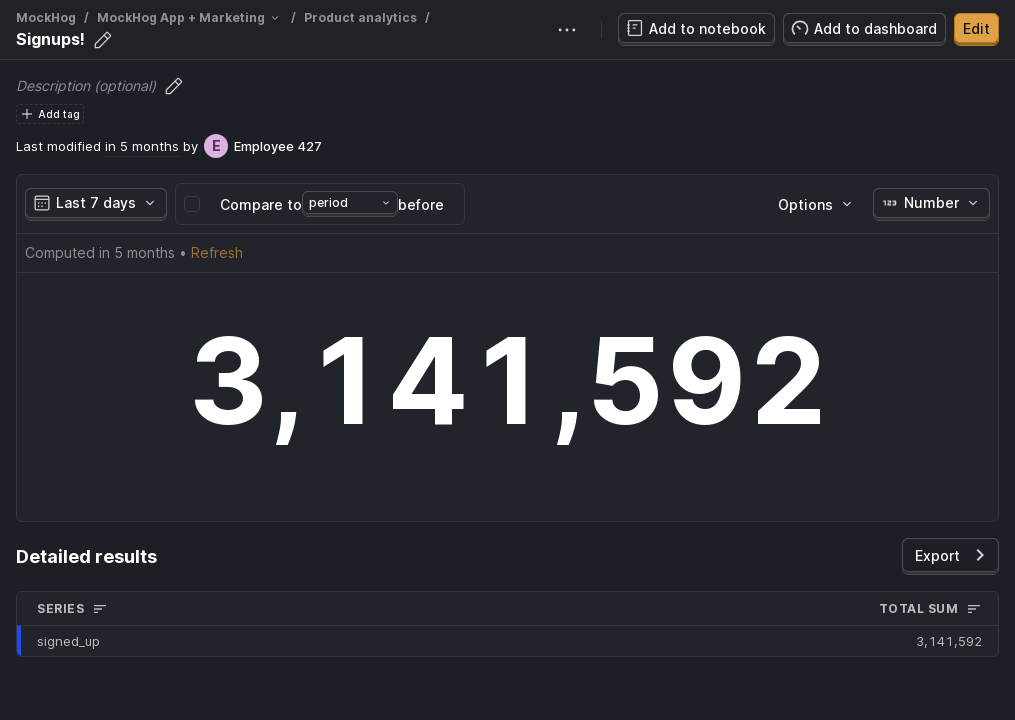 MockHog / MockHog App + Marketing / Product analytics /
Signups!
Add to notebook
Add to dashboard
Edit
Description (optional)
Add tag
Last modified in 5 months by E Employee 427
Last 7 days
Compare to period before
Options
123 Number
Computed in 5 months • Refresh
3,141,592
Detailed results
Export
SERIES TOTAL SUM
signed_up 3,141,592